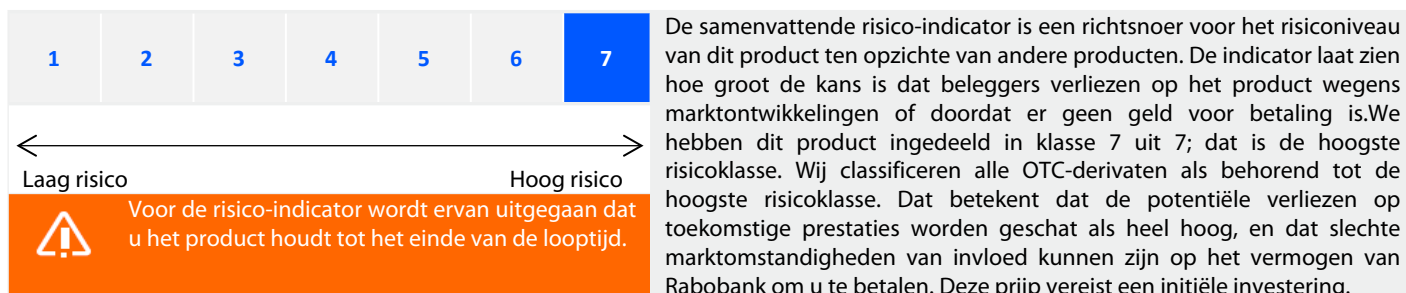 1 2 3 4 5 6 7
Laag risico Hoog risico
Voor de risico-indicator wordt ervan uitgegaan dat
u het product houdt tot het einde van de looptijd.
De samenvattende risico-indicator is een richtsnoer voor het risiconiveau
van dit product ten opzichte van andere producten. De indicator laat zien
hoe groot de kans is dat beleggers verliezen op het product wegens
marktontwikkelingen of doordat er geen geld voor betaling is.We
hebben dit product ingedeeld in klasse 7 uit 7; dat is de hoogste
risicoklasse. Wij classificeren alle OTC-derivaten als behorend tot de
hoogste risicoklasse. Dat betekent dat de potentiële verliezen op
toekomstige prestaties worden geschat als heel hoog, en dat slechte
marktomstandigheden van invloed kunnen zijn op het vermogen van
Rabobank om u te betalen. Deze prijp vereist een initiële investering.